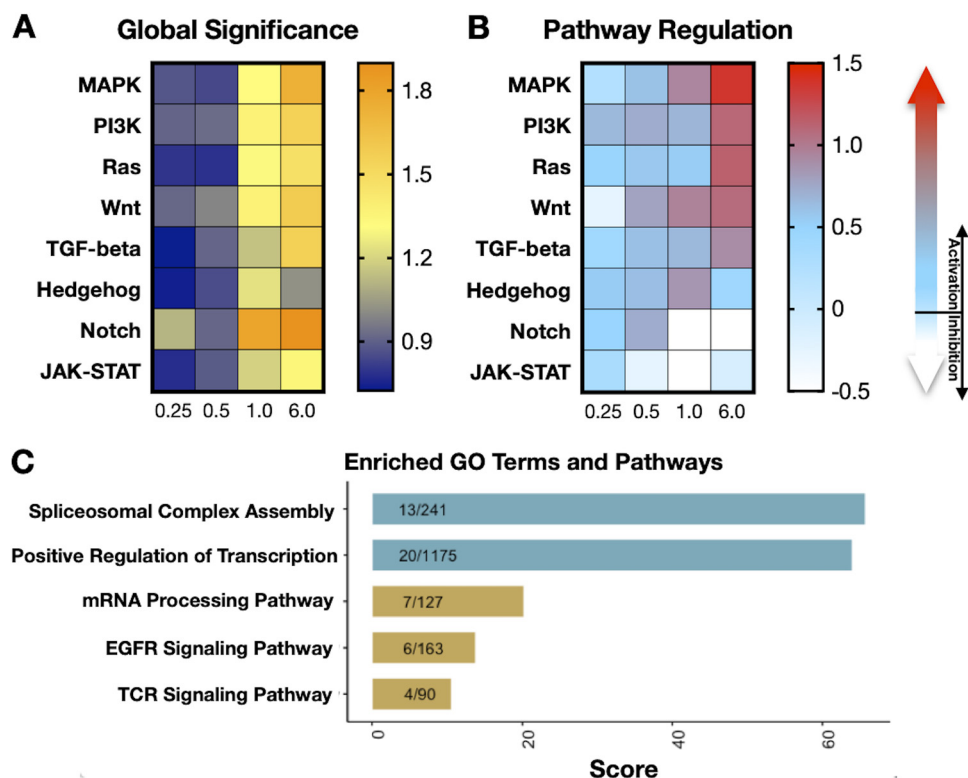 A Global Significance
MAPK
PI3K
Ras
Wnt
TGF-beta
Hedgehog
Notch
JAK-STAT
0.25 0.5 1.0 6.0
1.8
1.5
1.2
0.9
B Pathway Regulation
MAPK
PI3K
Ras
Wnt
TGF-beta
Hedgehog
Notch
JAK-STAT
0.25 0.5 1.0 6.0
1.5
1.0
0.5
0
-0.5
Activation
Inhibition
C Enriched GO Terms and Pathways
Spliceosomal Complex Assembly 13/241
Positive Regulation of Transcription 20/1175
mRNA Processing Pathway 7/127
EGFR Signaling Pathway 6/163
TCR Signaling Pathway 4/90
0 20 40 60
Score